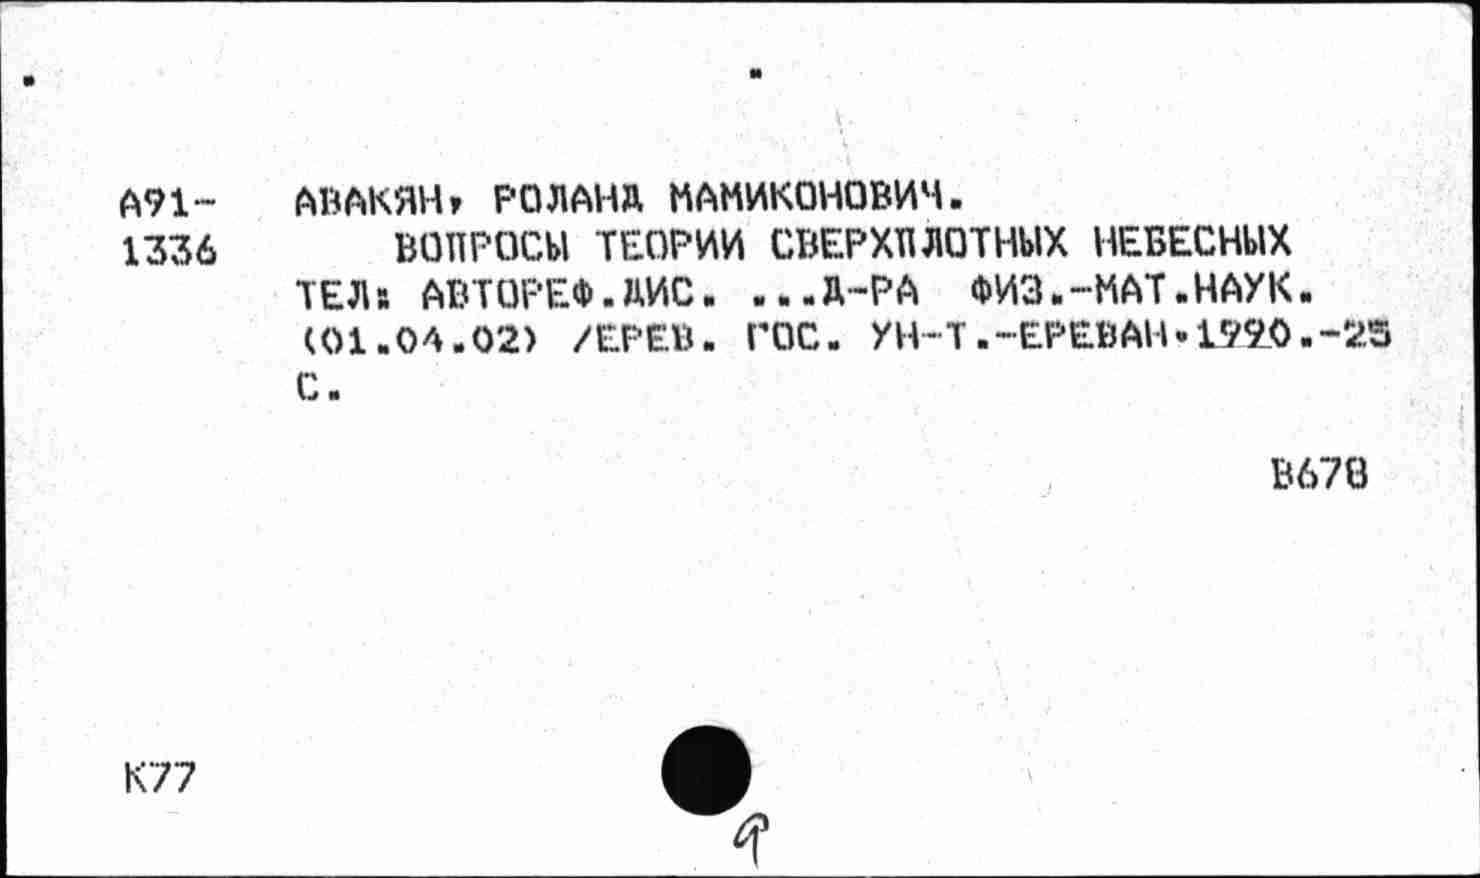 А91- АВАКЯН, РОЛАНД МАМИКОНОВИЧ.
1336 ВОПРОСЫ ТЕОРИИ СВЕРХПЛОТНЫХ НЕБЕСНЫХ
ТЕЛ: АВТОРЕФ.ДИС. ...Д-РА ФИЗ.-МАТ.НАУК.
(01.04.02) /ЕРЕВ. ГОС. УН-Т.-ЕРЕВАН.1990.-25
С.
В678
К77